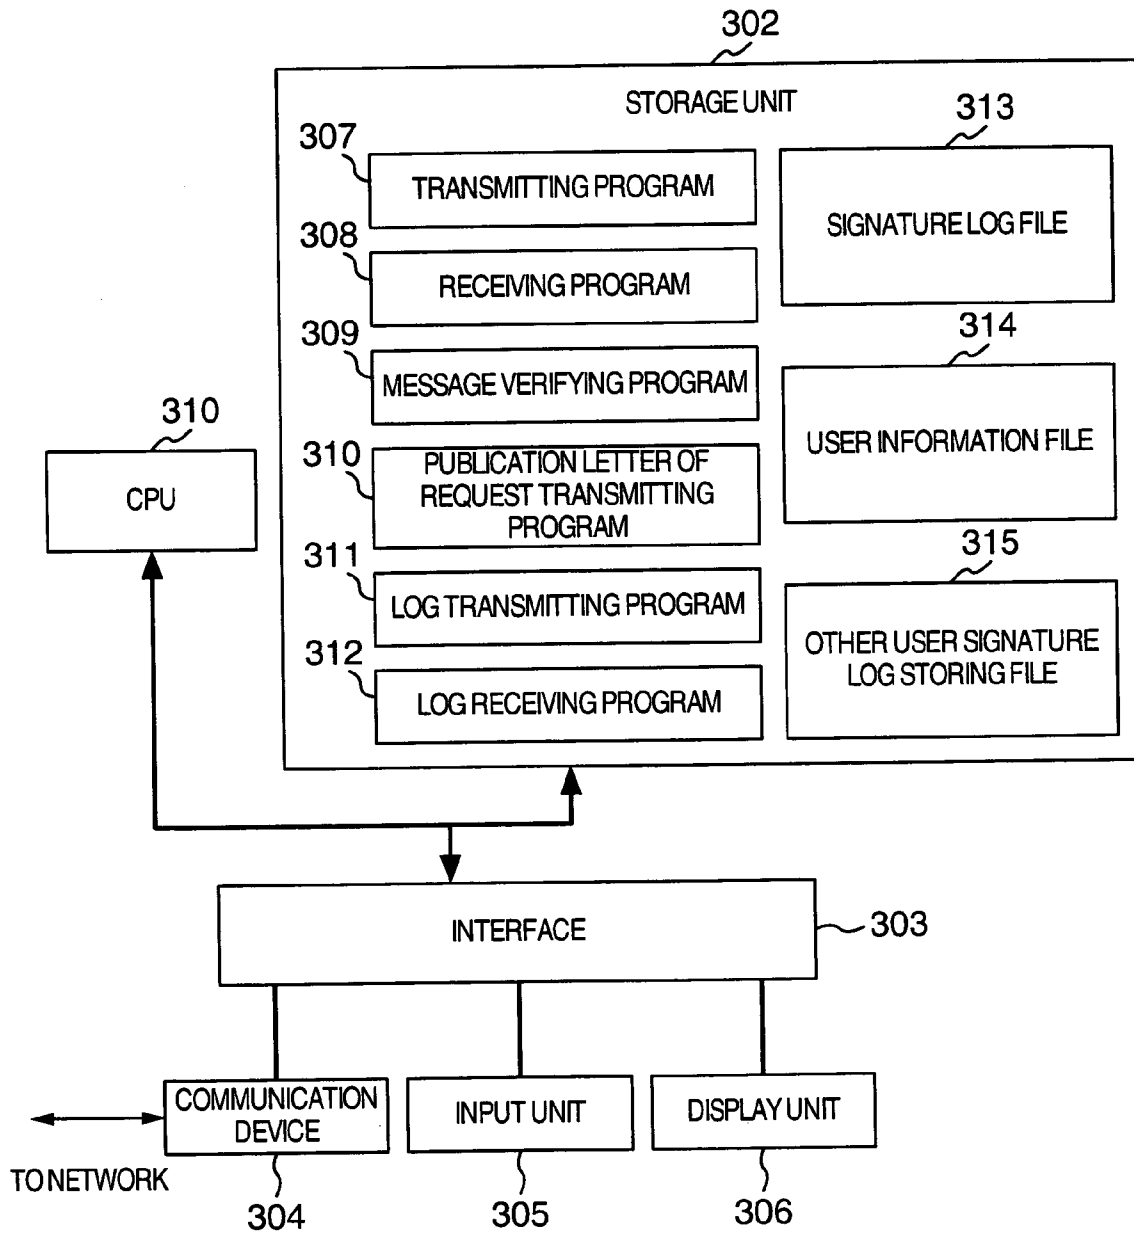 302
STORAGE UNIT
307
TRANSMITTING PROGRAM
308
RECEIVING PROGRAM
309
MESSAGE VERIFYING PROGRAM
310
PUBLICATION LETTER OF
REQUEST TRANSMITTING
PROGRAM
311
LOG TRANSMITTING PROGRAM
312
LOG RECEIVING PROGRAM
313
SIGNATURE LOG FILE
314
USER INFORMATION FILE
315
OTHER USER SIGNATURE
LOG STORING FILE
310
CPU
INTERFACE
303
COMMUNICATION
DEVICE
304
TO NETWORK
INPUT UNIT
305
DISPLAY UNIT
306